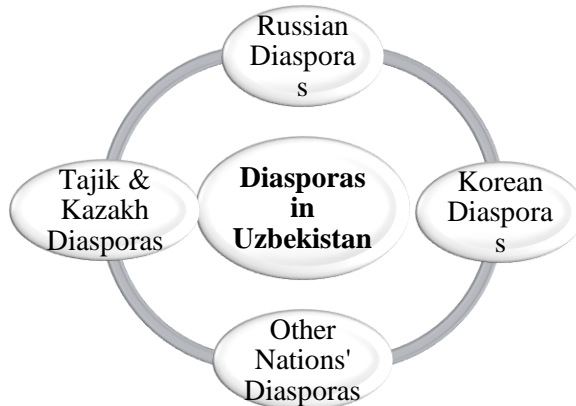 Russian
Diaspora
s
Tajik &
Kazakh
Diasporas
Diasporas
in
Uzbekistan
Korean
Diaspora
s
Other
Nations'
Diasporas